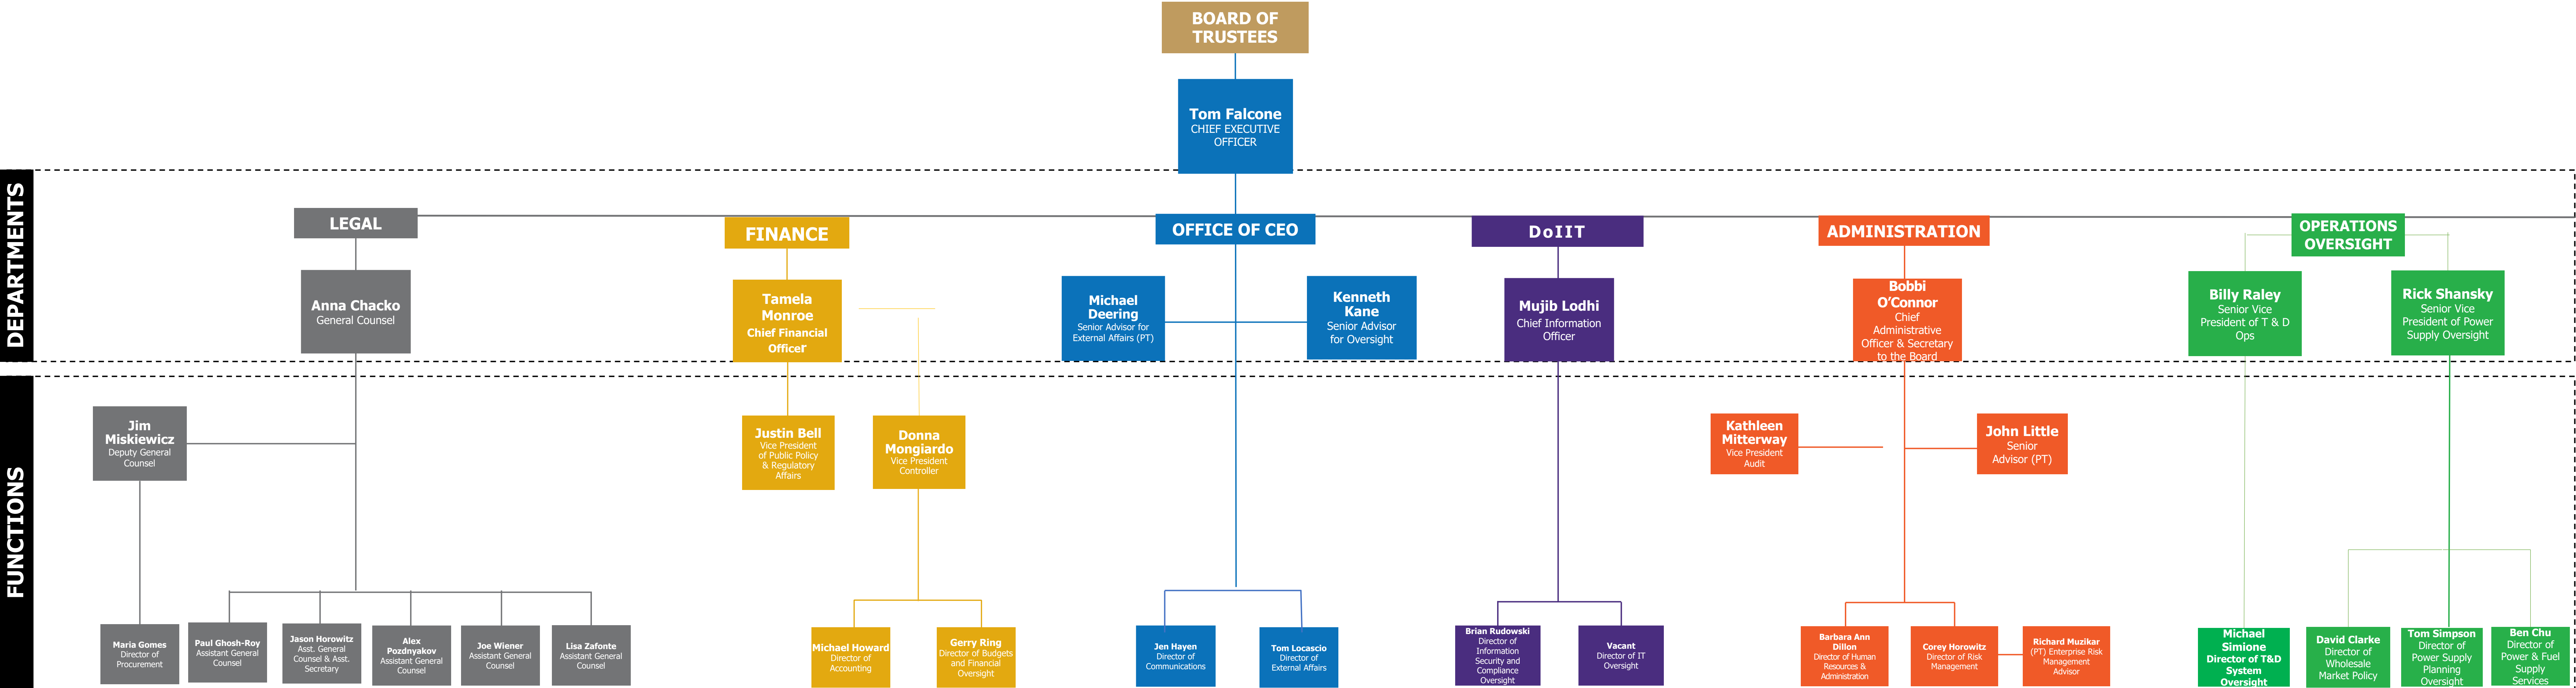 BOARD OF
TRUSTEES
Tom Falcone
CHIEF EXECUTIVE
OFFICER
DEPARTMENTS
LEGAL
FINANCE
OFFICE OF CEO
DoIIT
ADMINISTRATION
OPERATIONS
OVERSIGHT
Anna Chacko
General Counsel
Tamela
Monroe
Chief Financial
Officer
Michael
Deering
Senior Advisor for
External Affairs (PT)
Kenneth
Kane
Senior Advisor
for Oversight
Mujib Lodhi
Chief Information
Officer
Bobbi
O’Connor
Chief
Administrative
Officer & Secretary
to the Board
Billy Raley
Senior Vice
President of T & D
Ops
Rick Shansky
Senior Vice
President of Power
Supply Oversight
FUNCTIONS
Jim
Miskiewicz
Deputy General
Counsel
Justin Bell
Vice President
of Public Policy
& Regulatory
Affairs
Donna
Mongiardo
Vice President
Controller
Kathleen
Mitterway
Vice President
Audit
John Little
Senior
Advisor (PT)
Maria Gomes
Director of
Procurement
Paul Ghosh-Roy
Assistant General
Counsel
Jason Horowitz
Asst. General
Counsel & Asst.
Secretary
Alex
Pozdnyakov
Assistant General
Counsel
Joe Wiener
Assistant General
Counsel
Lisa Zafonte
Assistant General
Counsel
Michael Howard
Director of
Accounting
Gerry Ring
Director of Budgets
and Financial
Oversight
Jen Hayen
Director of
Communications
Tom Locascio
Director of
External Affairs
Brian Rudowski
Director of
Information
Security and
Compliance
Oversight
Vacant
Director of IT
Oversight
Barbara Ann
Dillon
Director of Human
Resources &
Administration
Corey Horowitz
Director of Risk
Management
Richard Muzikar
(PT) Enterprise Risk
Management
Advisor
Michael
Simione
Director of T&D
System
Oversight
David Clarke
Director of
Wholesale
Market Policy
Tom Simpson
Director of
Power Supply
Planning
Oversight
Ben Chu
Director of
Power & Fuel
Supply
Services